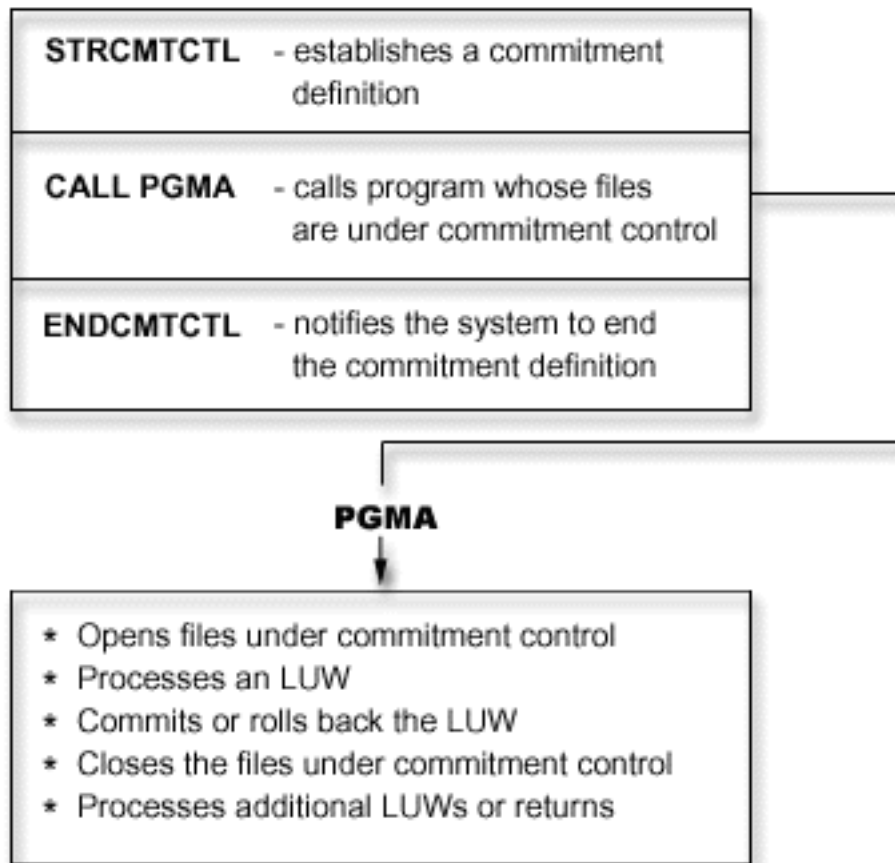 STRCMTCTL - establishes a commitment
definition
CALL PGMA - calls program whose files
are under commitment control
ENDCMTCTL - notifies the system to end
the commitment definition
PGMA
* Opens files under commitment control
* Processes an LUW
* Commits or rolls back the LUW
* Closes the files under commitment control
* Processes additional LUWs or returns